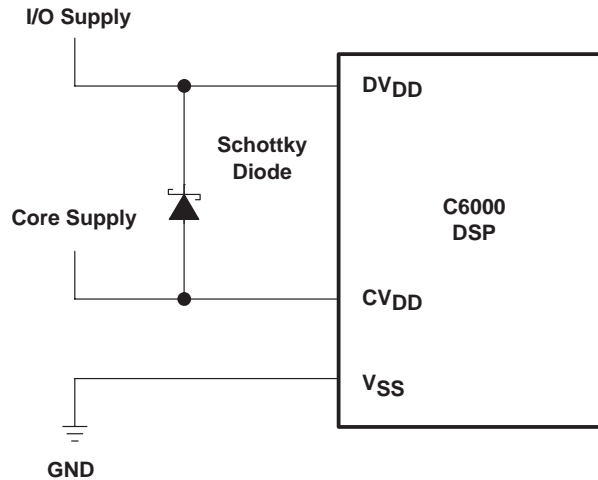 I/O Supply
DVDD
Schottky
Diode
C6000
DSP
Core Supply
CVDD
VSS
GND